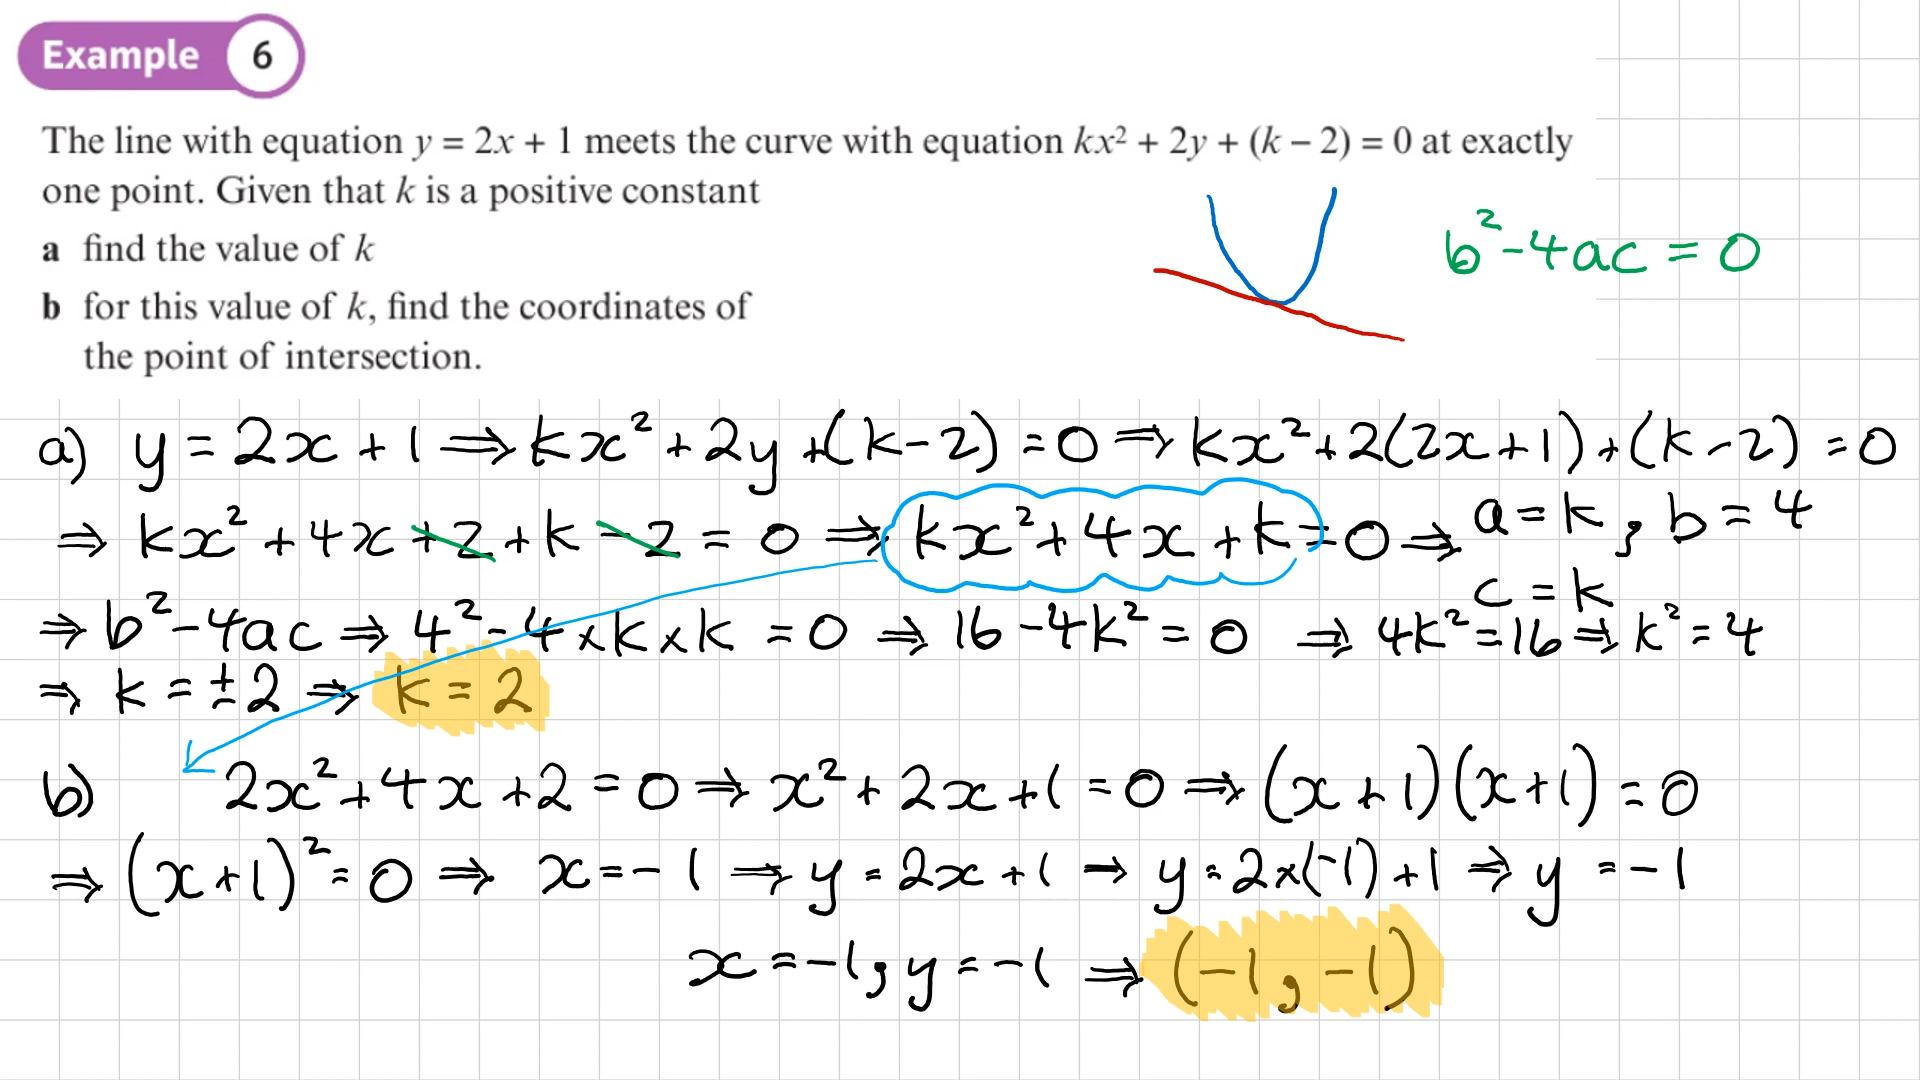 Example 6
The line with equation y = 2x + 1 meets the curve with equation kx² + 2y + (k − 2) = 0 at exactly
one point. Given that k is a positive constant
a find the value of k
b²-4ac = 0
b for this value of k, find the coordinates of
the point of intersection.
a) y = 2x + 1 ⇒ kx² + 2y + (k-2) = 0 ⇒ kx² + 2(2x+1) + (k-2) = 0
⇒ kx² + 4x + 2 + k - 2 = 0 ⇒ kx² + 4x + k = 0 ⇒ a = k, b = 4
c = k
⇒ b² - 4ac ⇒ 4² - 4 × k × k = 0 ⇒ 16 - 4k² = 0 ⇒ 4k² = 16 ⇒ k² = 4
⇒ k = ±2 ⇒ k = 2
b) 2x² + 4x + 2 = 0 ⇒ x² + 2x + 1 = 0 ⇒ (x+1)(x+1) = 0
⇒ (x+1)² = 0 ⇒ x = -1 ⇒ y = 2x + 1 → y = 2×(-1) + 1 ⇒ y = -1
x = -1, y = -1 ⇒ (-1, -1)